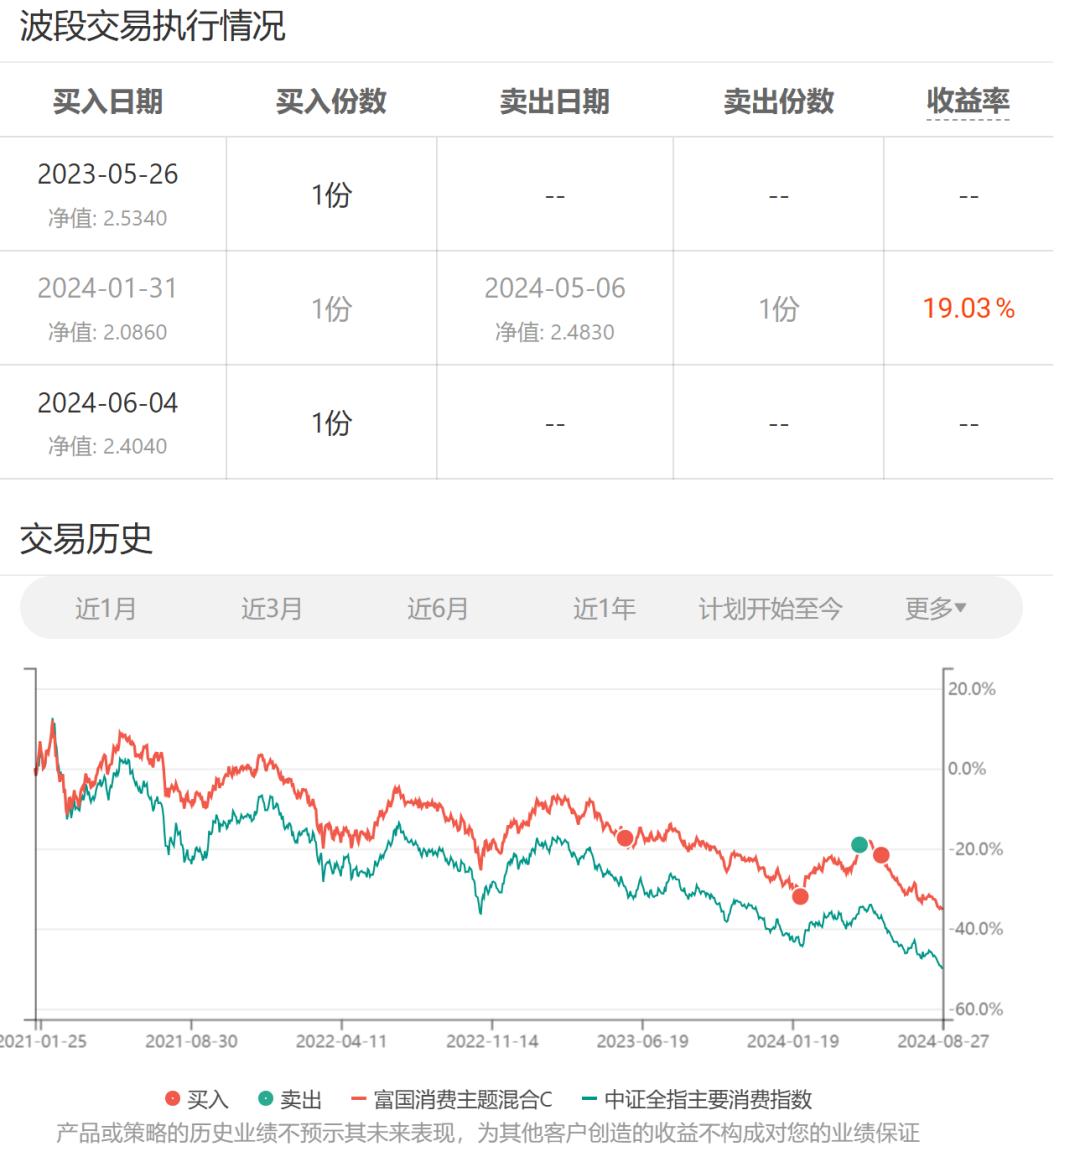 波段交易执行情况
买入日期 买入份数 卖出日期 卖出份数 收益率
2023-05-26 1份 -- -- --
净值: 2.5340
2024-01-31 1份 2024-05-06 1份 19.03%
净值: 2.0860 净值: 2.4830
2024-06-04 1份 -- -- --
净值: 2.4040
交易历史
近1月 近3月 近6月 近1年 计划开始至今 更多▾
20.0%
0.0%
-20.0%
-40.0%
-60.0%
2021-01-25 2021-08-30 2022-04-11 2022-11-14 2023-06-19 2024-01-19 2024-08-27
买入 卖出 富国消费主题混合C 中证全指主要消费指数
产品或策略的历史业绩不预示其未来表现，为其他客户创造的收益不构成对您的业绩保证